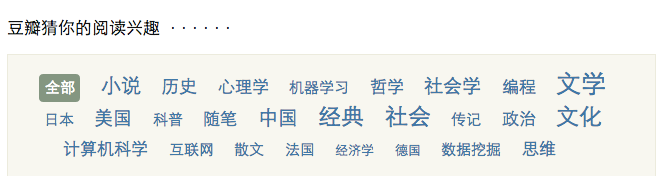 豆瓣猜你的阅读兴趣 · · · · · ·
全部 小说 历史 心理学 机器学习 哲学 社会学 编程 文学
日本 美国 科普 随笔 中国 经典 社会 传记 政治 文化
计算机科学 互联网 散文 法国 经济学 德国 数据挖掘 思维